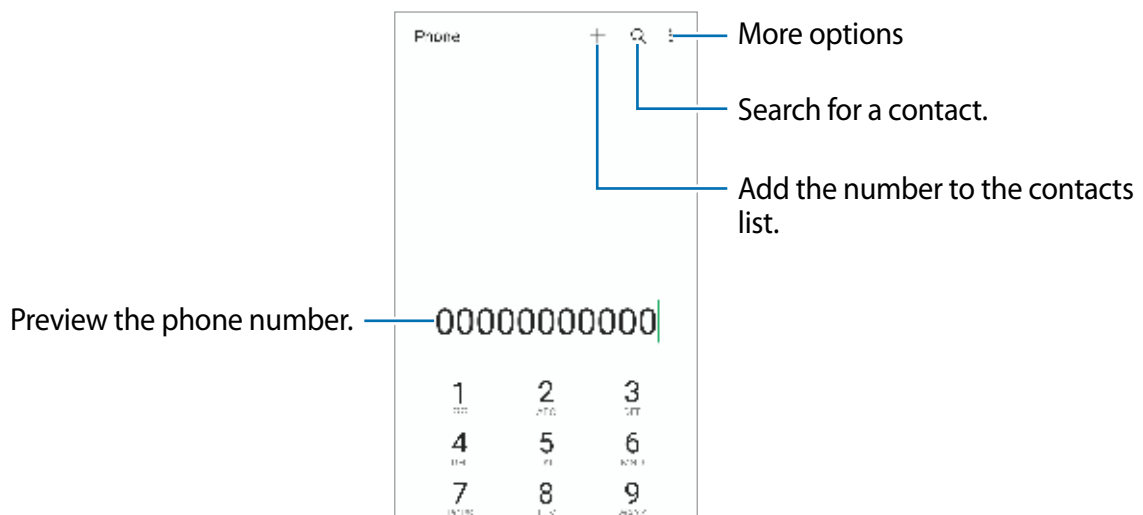 Phone
More options
Search for a contact.
Add the number to the contacts
list.
Preview the phone number.
00000000000
1 2 3
4 5 6
7 8 9